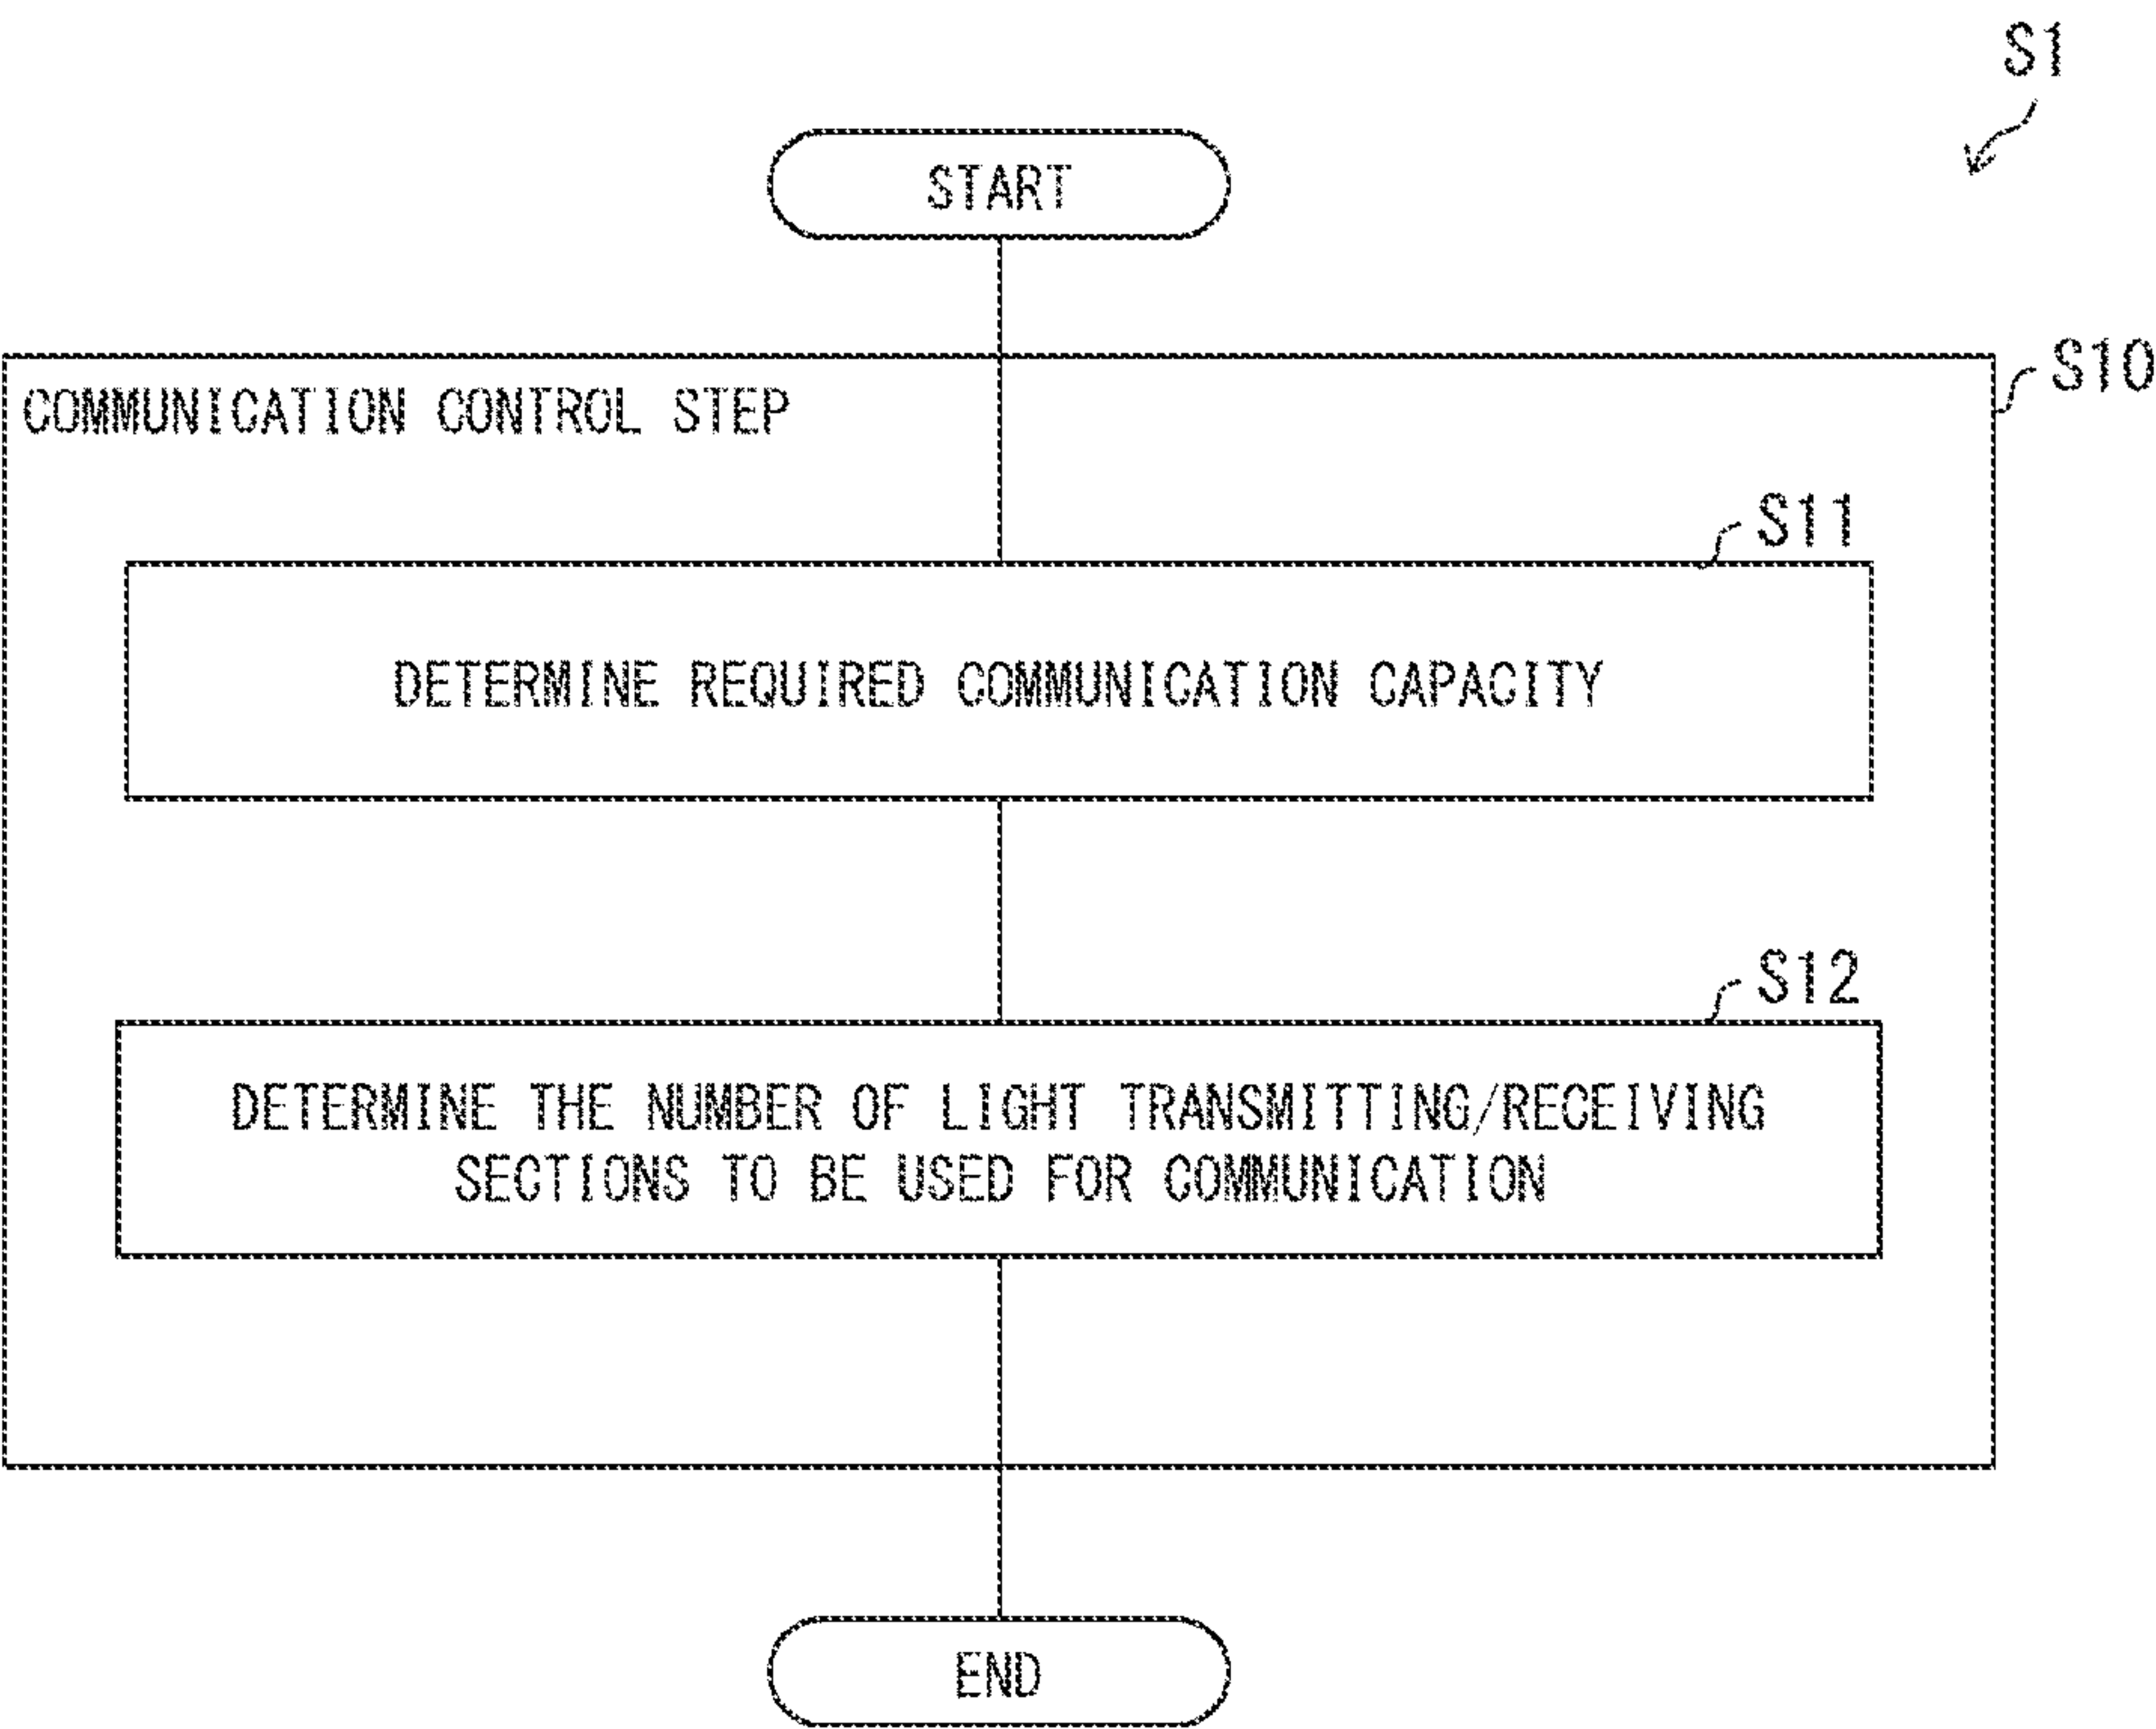 S1
START
S10
COMMUNICATION CONTROL STEP
S11
DETERMINE REQUIRED COMMUNICATION CAPACITY
S12
DETERMINE THE NUMBER OF LIGHT TRANSMITTING/RECEIVING
SECTIONS TO BE USED FOR COMMUNICATION
END